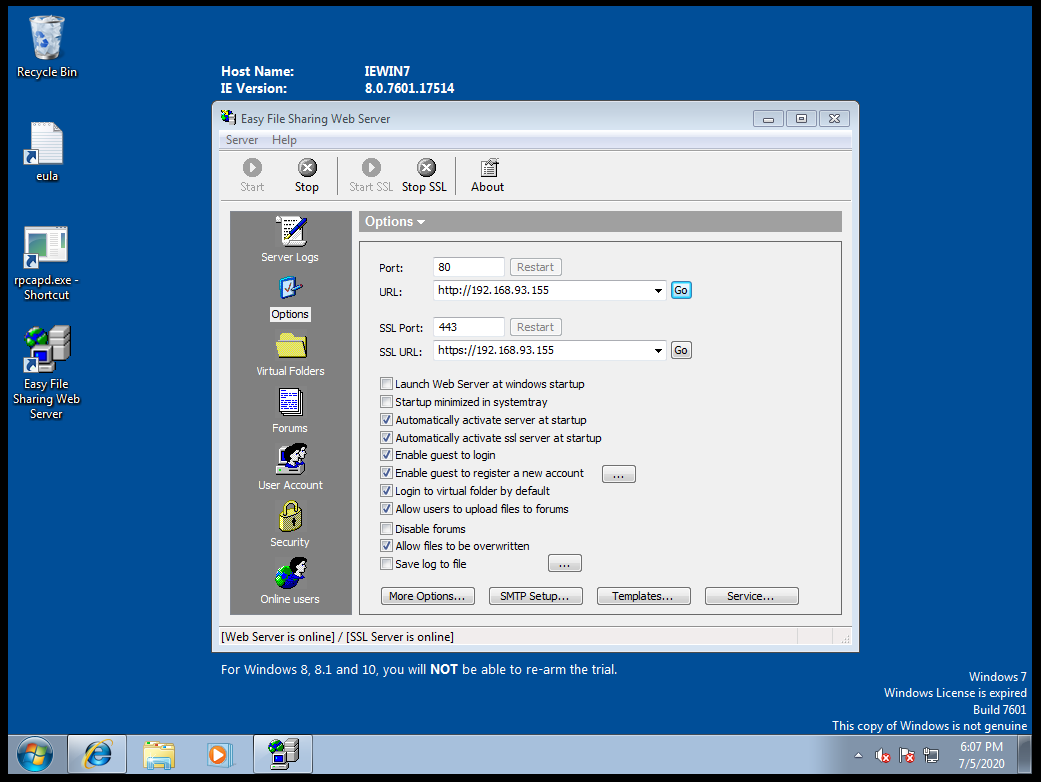 Recycle Bin
Host Name: IEWIN7
IE Version: 8.0.7601.17514
eula
rpcapd.exe -
Shortcut
Easy File
Sharing Web
Server
Easy File Sharing Web Server
Server Help
Start Stop Start SSL Stop SSL About
Server Logs
Options
Virtual Folders
Forums
User Account
Security
Online users
Options
Port: 80 Restart
URL: http://192.168.93.155 Go
SSL Port: 443 Restart
SSL URL: https://192.168.93.155 Go
Launch Web Server at windows startup
Startup minimized in systemtray
Automatically activate server at startup
Automatically activate ssl server at startup
Enable guest to login
Enable guest to register a new account ...
Login to virtual folder by default
Allow users to upload files to forums
Disable forums
Allow files to be overwritten
Save log to file ...
More Options... SMTP Setup... Templates... Service...
[Web Server is online] / [SSL Server is online]
For Windows 8, 8.1 and 10, you will NOT be able to re-arm the trial.
Windows 7
Windows License is expired
Build 7601
This copy of Windows is not genuine
6:07 PM
7/5/2020